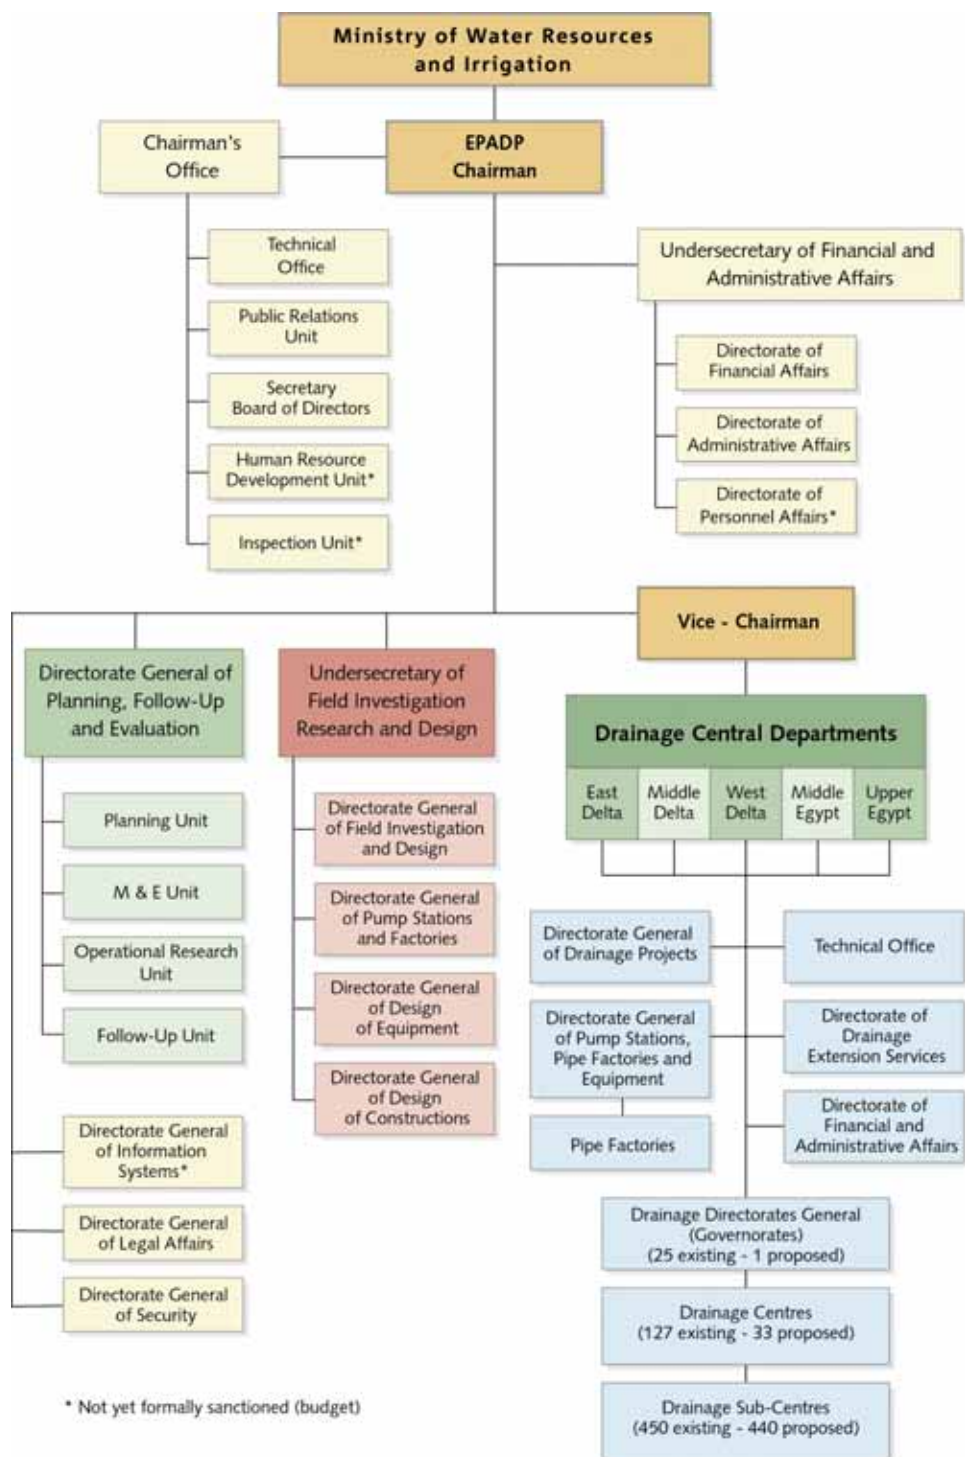 Ministry of Water Resources
and Irrigation
Chairman's
Office
EPADP
Chairman
Technical
Office
Public Relations
Unit
Secretary
Board of Directors
Human Resource
Development Unit*
Inspection Unit*
Undersecretary of Financial and
Administrative Affairs
Directorate of
Financial Affairs
Directorate of
Administrative Affairs
Directorate of
Personnel Affairs*
Vice - Chairman
Directorate General of
Planning, Follow-Up
and Evaluation
Planning Unit
M & E Unit
Operational Research
Unit
Follow-Up Unit
Undersecretary of
Field Investigation
Research and Design
Directorate General
of Field Investigation
and Design
Directorate General
of Pump Stations
and Factories
Directorate General
of Design
of Equipment
Directorate General
of Design
of Constructions
Directorate General
of Information
Systems*
Directorate General
of Legal Affairs
Directorate General
of Security
Drainage Central Departments
East
Delta
Middle
Delta
West
Delta
Middle
Egypt
Upper
Egypt
Directorate General
of Drainage Projects
Technical Office
Directorate General
of Pump Stations,
Pipe Factories and
Equipment
Directorate of
Drainage
Extension Services
Pipe Factories
Directorate of
Financial and
Administrative Affairs
Drainage Directorates General
(Governorates)
(25 existing - 1 proposed)
Drainage Centres
(127 existing - 33 proposed)
Drainage Sub-Centres
(450 existing - 440 proposed)
* Not yet formally sanctioned (budget)